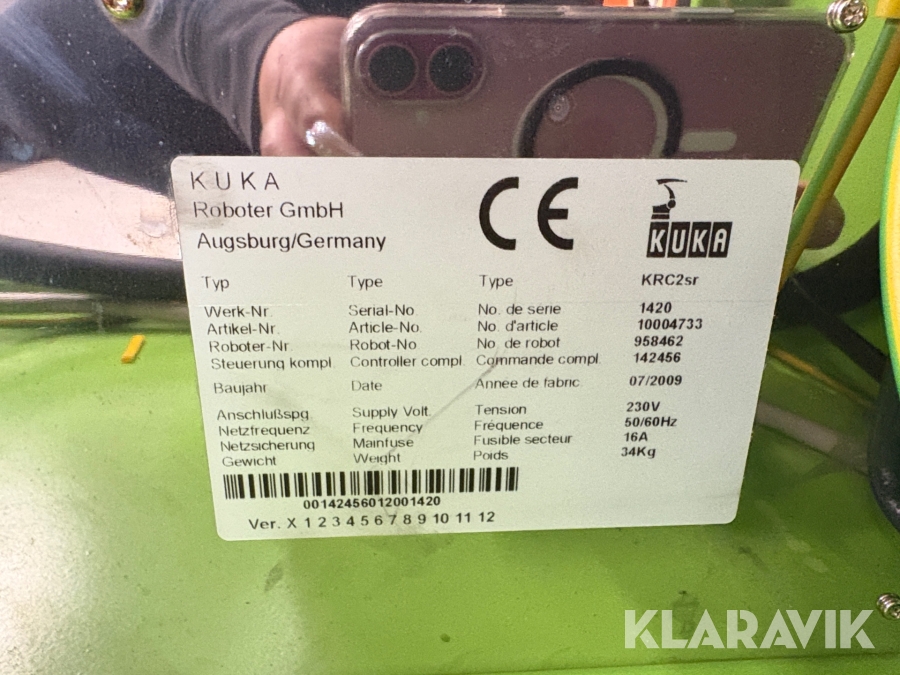 KUKA
Roboter GmbH
Augsburg/Germany
CE
KUKA
Typ Type Type KRC2sr
Werk-Nr. Serial-No. No. de série 1420
Artikel-Nr. Article-No. No. d'article 10004733
Roboter-Nr. Robot-No No. de robot 958462
Steuerung kompl. Controller compl. Commande compl. 142456
Baujahr Date Année de fabric. 07/2009
Anschlußspg. Supply Volt. Tension 230V
Netzfrequenz Frequency Fréquence 50/60Hz
Netzsicherung Mainfuse Fusible secteur 16A
Gewicht Weight Poids 34Kg
00142456012001420
Ver. X 1 2 3 4 5 6 7 8 9 10 11 12
KLARAVIK